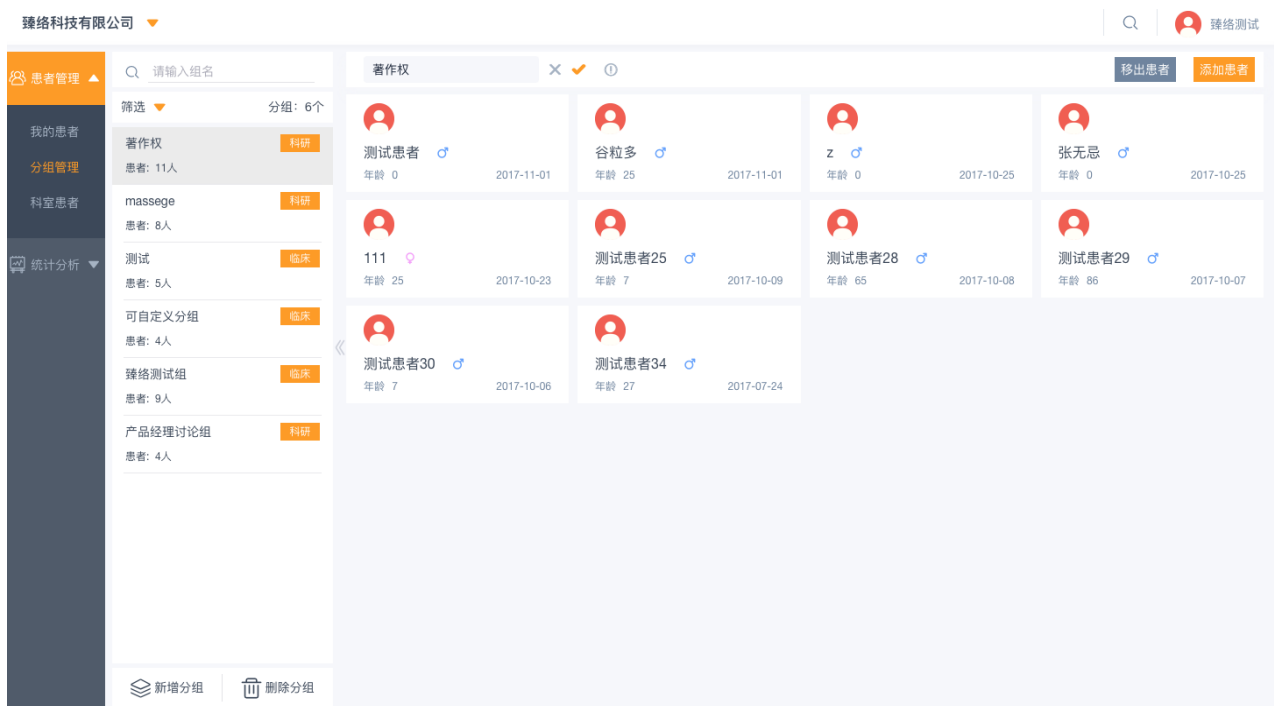 臻络科技有限公司
臻络测试
患者管理
我的患者
分组管理
科室患者
统计分析
请输入组名
筛选 分组：6个
著作权 科研
患者：11人
massege 科研
患者：8人
测试 临床
患者：5人
可自定义分组 临床
患者：4人
臻络测试组 临床
患者：9人
产品经理讨论组 科研
患者：4人
新增分组 删除分组
著作权 移出患者 添加患者
测试患者 谷粒多 z 张无忌
年龄 0 2017-11-01 年龄 25 2017-11-01 年龄 0 2017-10-25 年龄 0 2017-10-25
111 测试患者25 测试患者28 测试患者29
年龄 25 2017-10-23 年龄 7 2017-10-09 年龄 65 2017-10-08 年龄 86 2017-10-07
测试患者30 测试患者34
年龄 7 2017-10-06 年龄 27 2017-07-24